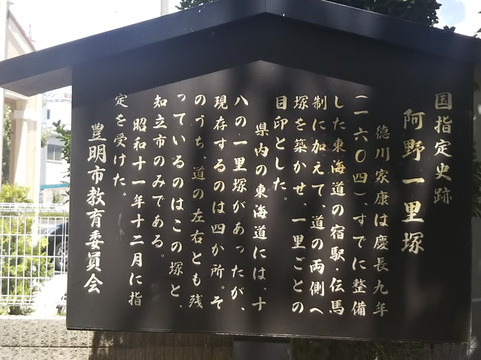 国指定史跡
阿野一里塚
徳川家康は慶長九年
（一六〇四）すでに整備
した東海道の宿駅・伝馬
制に加えて、道の両側へ
塚を築かせ、一里ごとの
目印とした。
県内の東海道には、十
八の一里塚があったが、
現存するのは四か所。そ
のうち、道の左右とも残
っているのはこの塚と、
知立市のみである。
昭和十一年十二月に指
定を受けた。
豊明市教育委員会